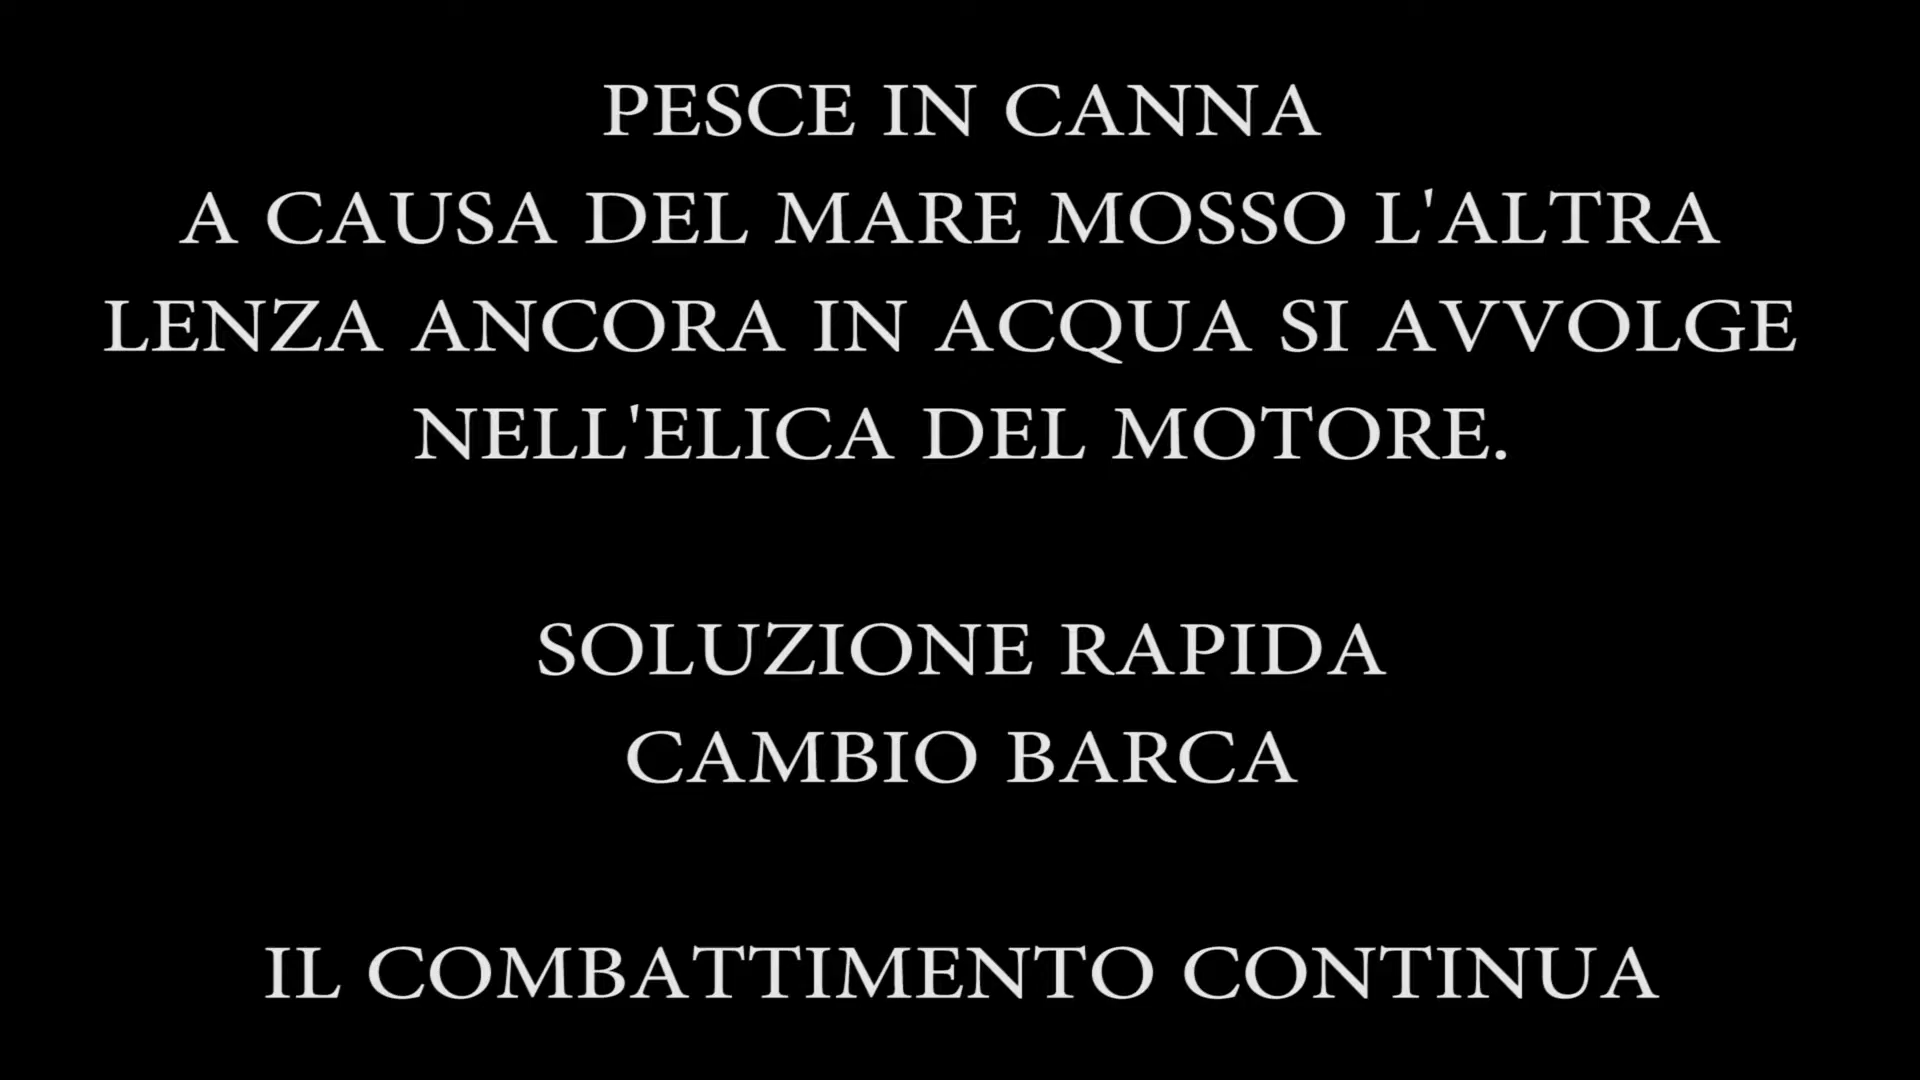 PESCE IN CANNA
A CAUSA DEL MARE MOSSO L'ALTRA
LENZA ANCORA IN ACQUA SI AVVOLGE
NELL'ELICA DEL MOTORE.
SOLUZIONE RAPIDA
CAMBIO BARCA
IL COMBATTIMENTO CONTINUA